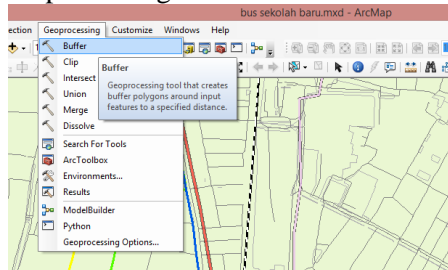 bus sekolah baru.mxd - ArcMap
ection Geoprocessing Customize Windows Help
Buffer
Clip
Buffer
Intersect
Geoprocessing tool that creates
Union
buffer polygons around input
Merge
features to a specified distance.
Dissolve
Search For Tools
ArcToolbox
Environments...
Results
ModelBuilder
Python
Geoprocessing Options...